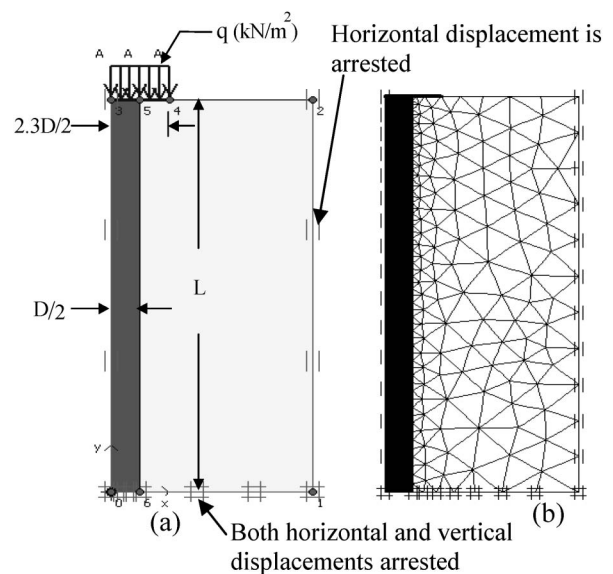 q (kN/m²)
A A A
Horizontal displacement is
arrested
3 5 4 2
2.3D/2
L
D/2
y
0 6 x 1
(a)
(b)
Both horizontal and vertical
displacements arrested